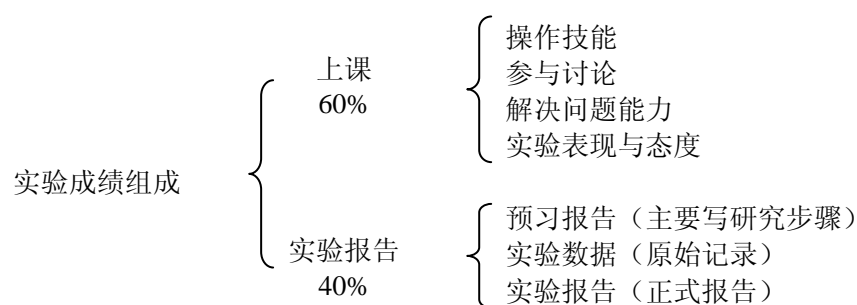 操作技能
上课
参与讨论
60%
解决问题能力
实验表现与态度
实验成绩组成
预习报告（主要写研究步骤）
实验报告
实验数据（原始记录）
40%
实验报告（正式报告）